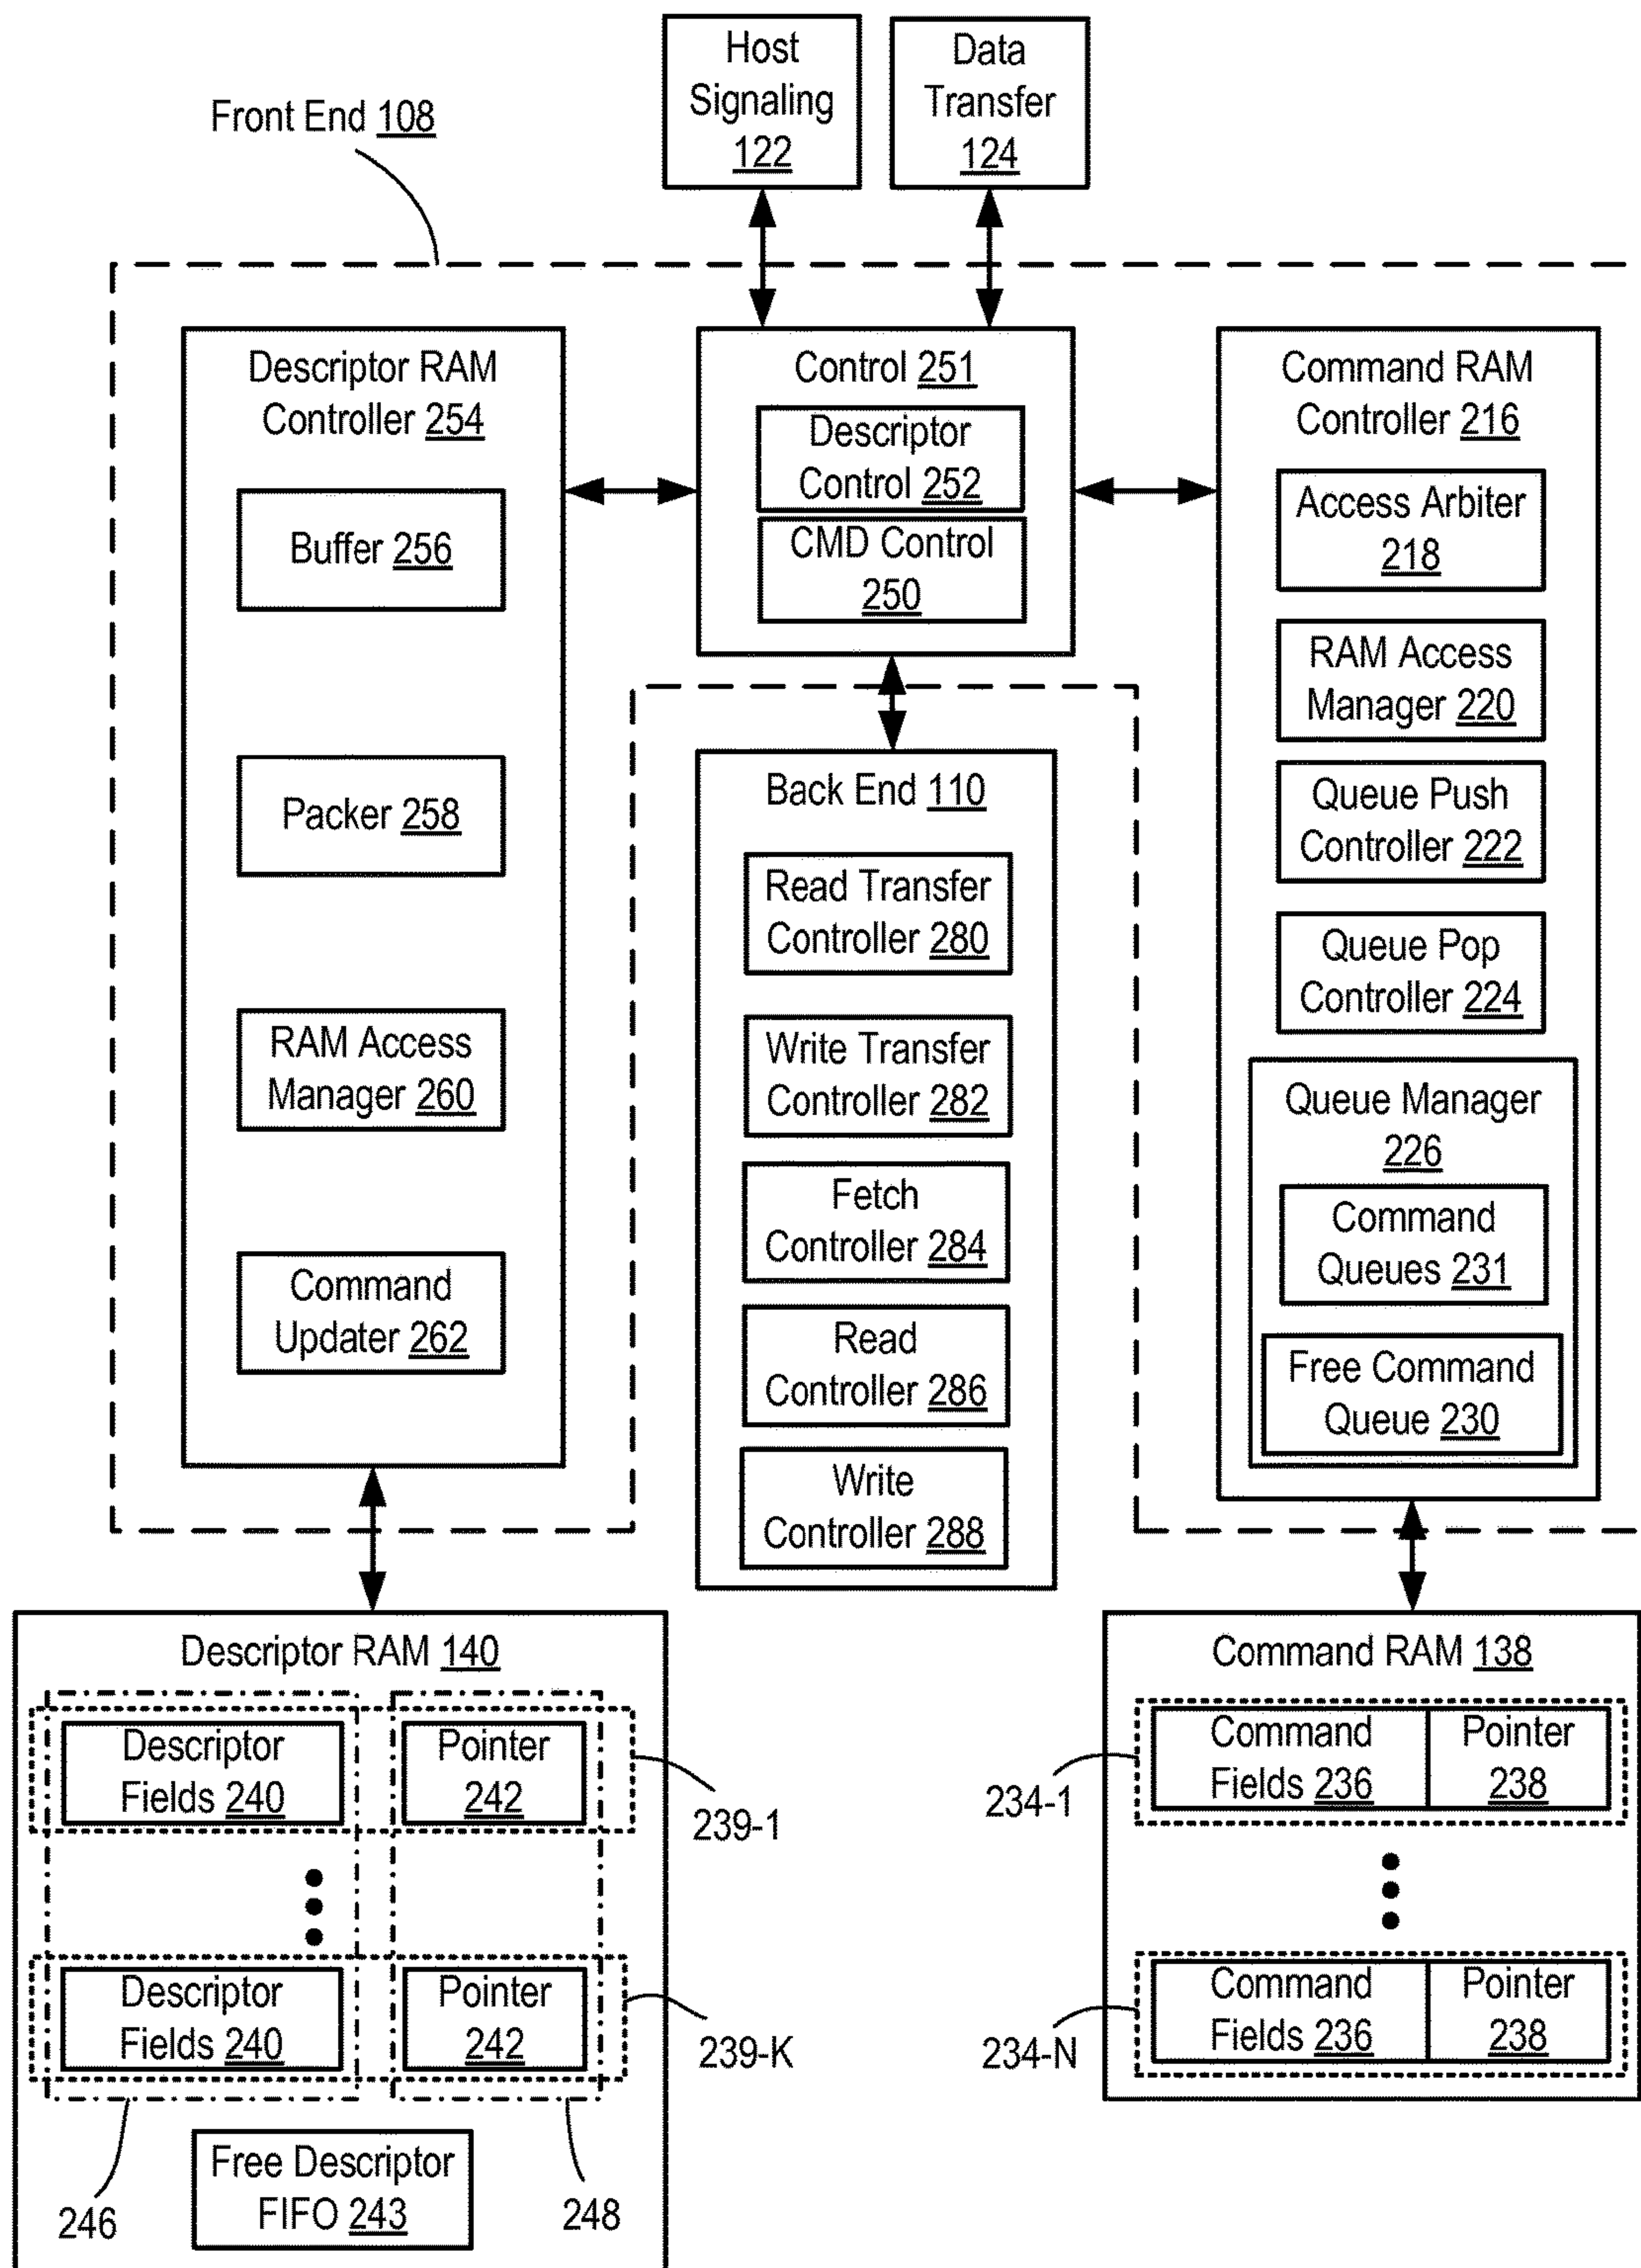 Host
Signaling
122
Data
Transfer
124
Front End 108
Descriptor RAM
Controller 254
Buffer 256
Packer 258
RAM Access
Manager 260
Command
Updater 262
Control 251
Descriptor
Control 252
CMD Control
250
Command RAM
Controller 216
Access Arbiter
218
RAM Access
Manager 220
Queue Push
Controller 222
Queue Pop
Controller 224
Queue Manager
226
Command
Queues 231
Free Command
Queue 230
Back End 110
Read Transfer
Controller 280
Write Transfer
Controller 282
Fetch
Controller 284
Read
Controller 286
Write
Controller 288
Descriptor RAM 140
Descriptor
Fields 240
Pointer
242
239-1
Descriptor
Fields 240
Pointer
242
239-K
246
Free Descriptor
FIFO 243
248
Command RAM 138
234-1
Command
Fields 236
Pointer
238
234-N
Command
Fields 236
Pointer
238